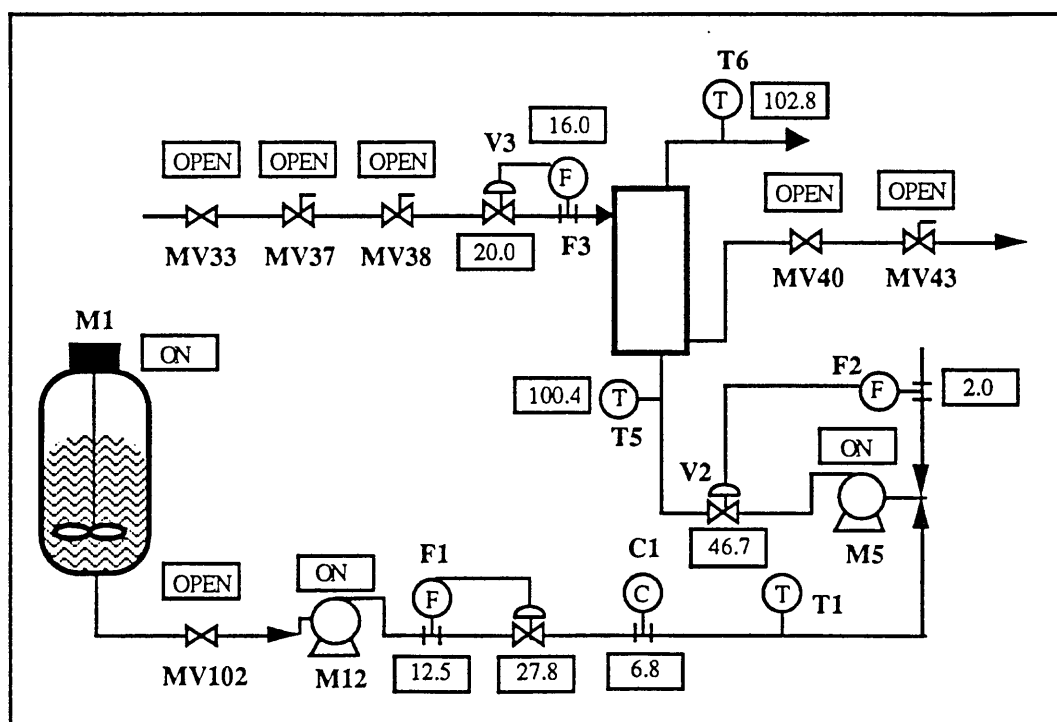 T6
T
102.8
16.0
V3
OPEN
OPEN
OPEN
F
OPEN
OPEN
MV33
MV37
MV38
20.0
F3
MV40
MV43
M1
ON
F2
100.4
T
F
2.0
T5
ON
V2
F1
C1
46.7
M5
OPEN
ON
F
C
T
T1
MV102
M12
12.5
27.8
6.8